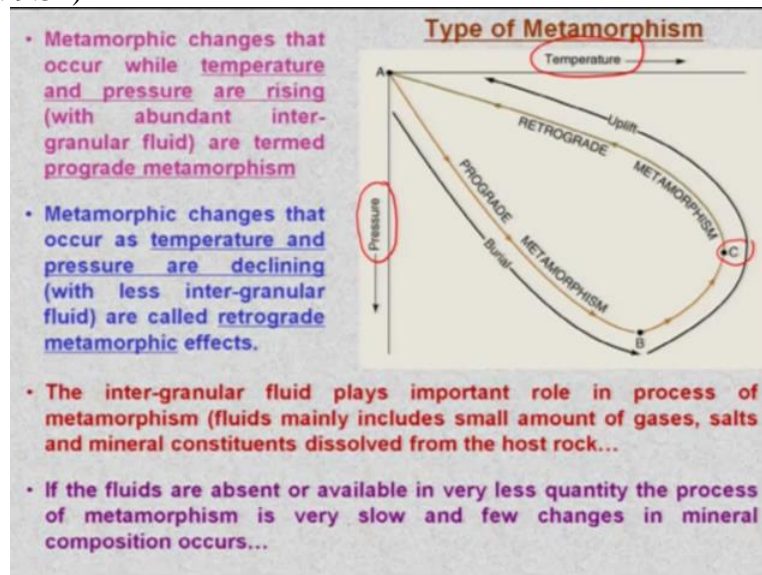 Type of Metamorphism
• Metamorphic changes that
occur while temperature
and pressure are rising
(with abundant inter-
granular fluid) are termed
prograde metamorphism
• Metamorphic changes that
occur as temperature and
pressure are declining
(with less inter-granular
fluid) are called retrograde
metamorphic effects.
Temperature
A
Uplift
RETROGRADE
METAMORPHISM
PROGRADE
METAMORPHISM
Pressure
Burial
C
B
• The inter-granular fluid plays important role in process of
metamorphism (fluids mainly includes small amount of gases, salts
and mineral constituents dissolved from the host rock...
• If the fluids are absent or available in very less quantity the process
of metamorphism is very slow and few changes in mineral
composition occurs...